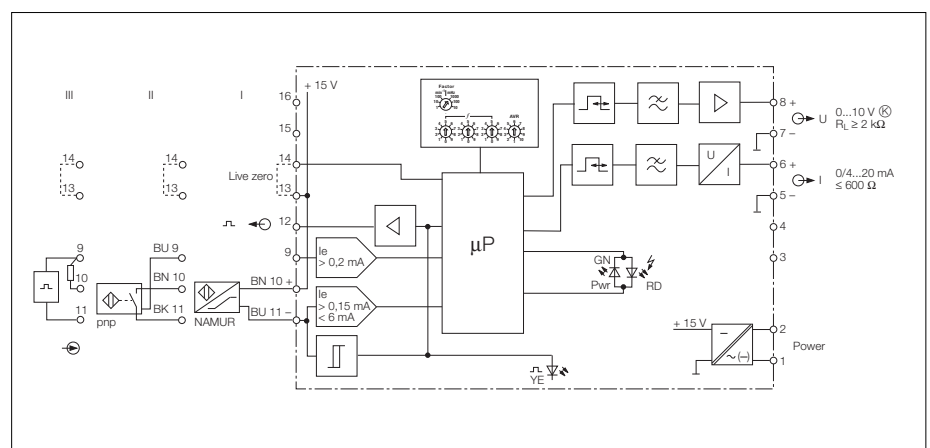 III II I
+ 15 V
16
15
14 14 14
Live zero
13 13 13
12
9 BU 9 9
10 BN 10 BN 10 +
11 BK 11 BU 11 –
pnp
NAMUR
Ie
> 0,2 mA
Ie
> 0,15 mA
< 6 mA
Factor
f
AVR
µP
GN
Pwr
RD
YE
U
I
8 +
U
0...10 V Ⓚ
R_L ≥ 2 kΩ
7 –
6 +
I
0/4...20 mA
≤ 600 Ω
5 –
4
3
+ 15 V
~ (–)
2
Power
1